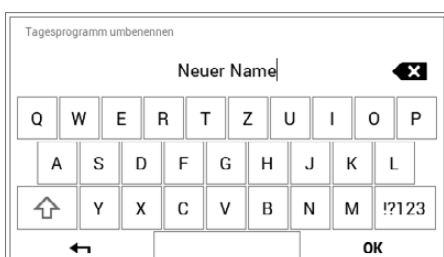 Tagesprogramm umbenennen
Neuer Name
Q W E R T Z U I O P
A S D F G H J K L
Y X C V B N M !?123
OK